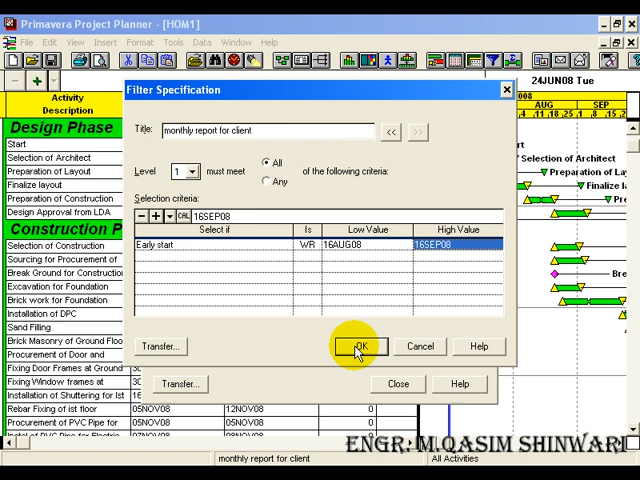 Primavera Project Planner - [HOM1]
File Edit View Insert Format Tools Data Window Help
24JUN08 Tue
Activity
Description
008
AUG SEP
Filter Specification
Title: monthly report for client
<< >>
Level 1 must meet All of the following criteria:
Any
Selection criteria:
CAL 16SEP08
Select if Is Low Value High Value
Early start WR 16AUG08 16SEP08
Transfer... OK Cancel Help
Transfer... Close Help
Design Phase
Start
Selection of Architect
Preparation of Layout
Finalize layout
Preparation of Construction
Design Approval from LDA
Construction P
Selection of Construction
Sourcing for Procurement of
Break Ground for Construction
Excavation for Foundation
Brick work for Foundation
Installation of DPC
Sand Filling
Brick Masonry of Ground Floo
Procurement of Door and
Fixing Door Frames at Ground
Fixing Window frames at
Installation of Shuttering for Ist
Rebar Fixing of ist floor 03NOV08 12NOV08 0
Procurement of PVC Pipe for 05NOV08 06NOV08 0
Selection of Architect
Preparation of Layou
Finalize l
Preparation
Desi
Bre
monthly report for client All Activities
ENGR: M.QASIM SHINWARI